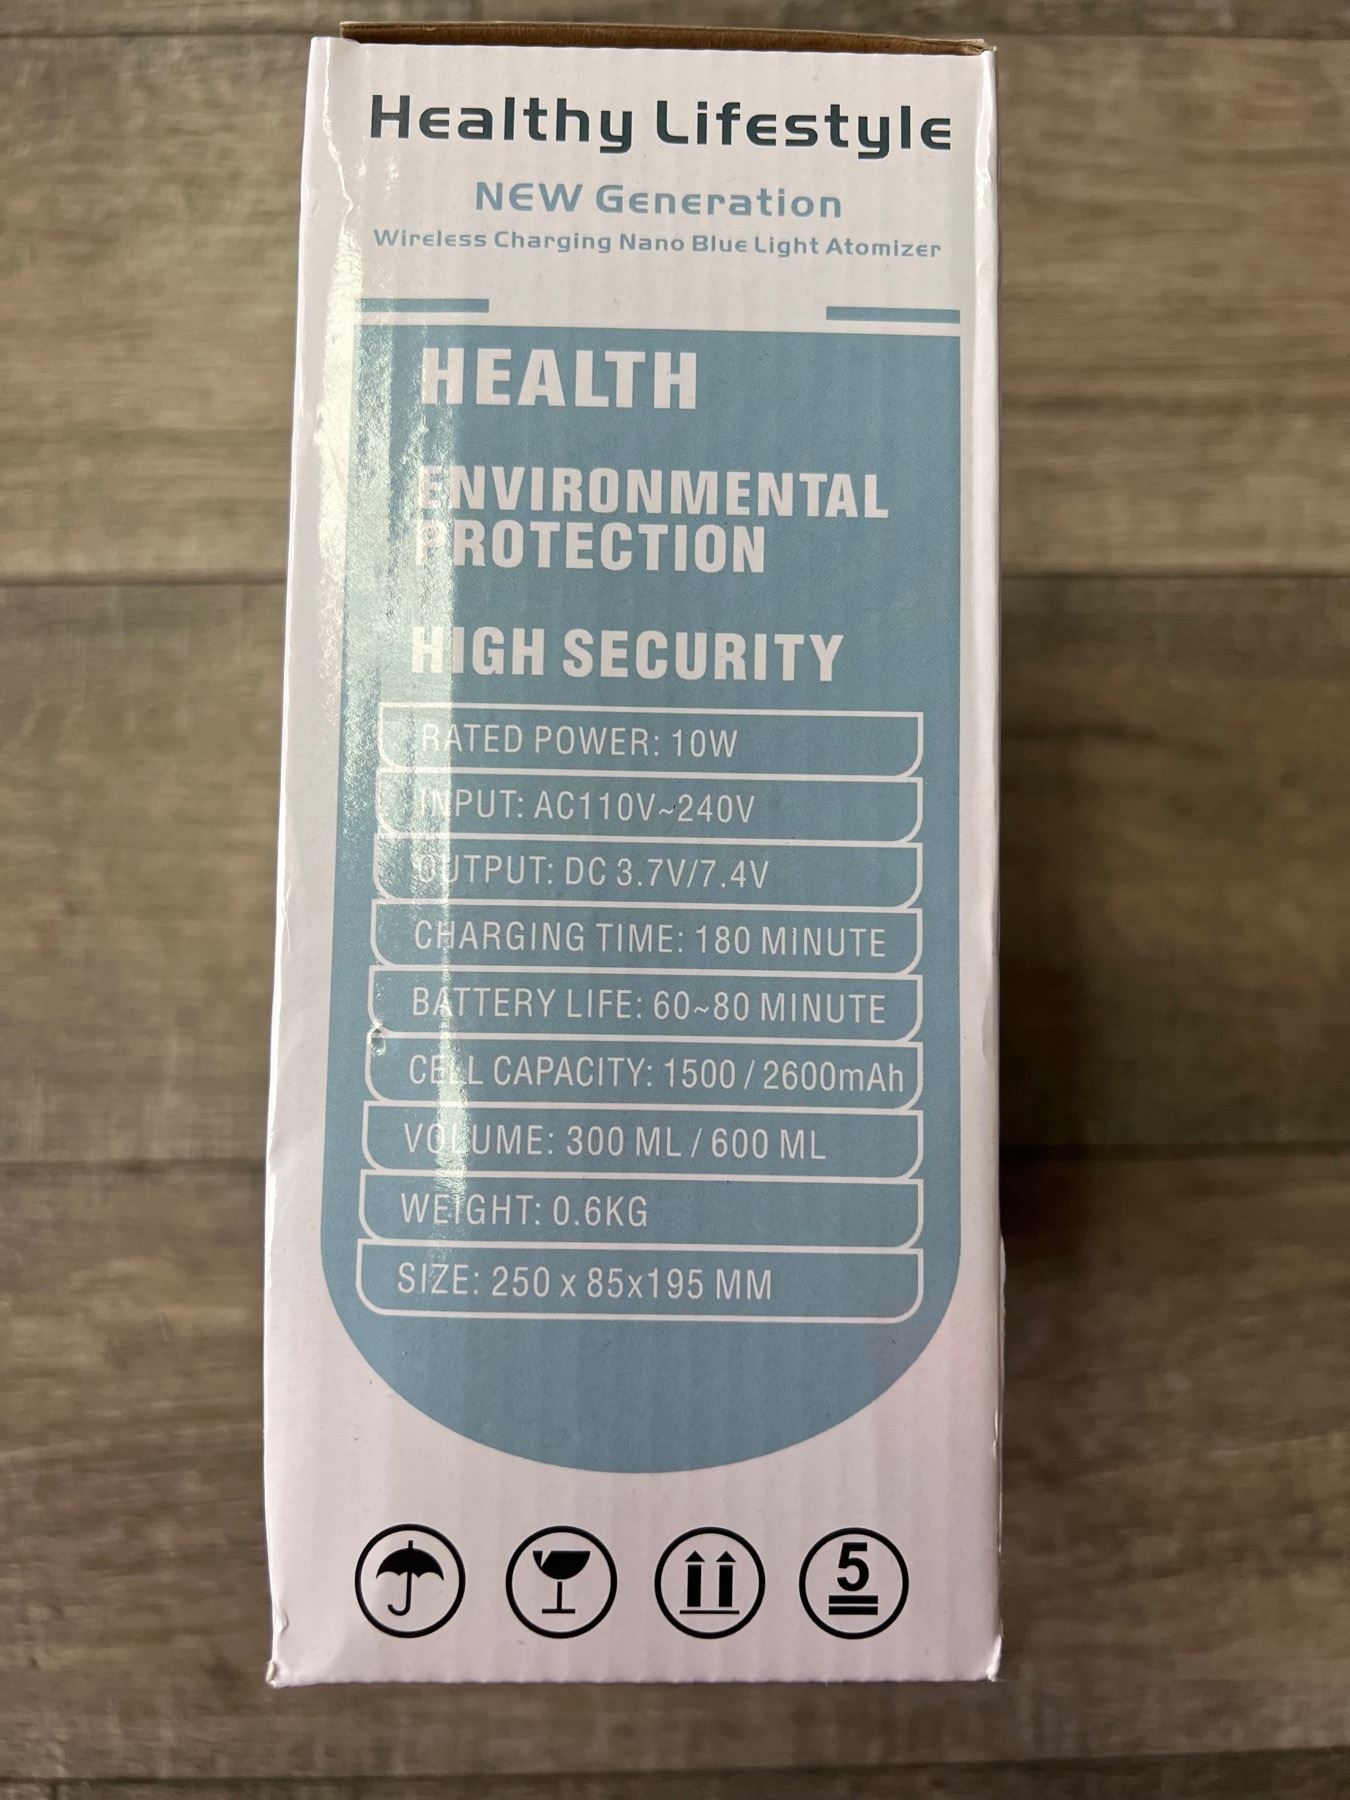 Healthy Lifestyle
NEW Generation
Wireless Charging Nano Blue Light Atomizer
HEALTH
ENVIRONMENTAL
PROTECTION
HIGH SECURITY
RATED POWER: 10W
INPUT: AC110V~240V
OUTPUT: DC 3.7V/7.4V
CHARGING TIME: 180 MINUTE
BATTERY LIFE: 60~80 MINUTE
CELL CAPACITY: 1500 / 2600mAh
VOLUME: 300 ML / 600 ML
WEIGHT: 0.6KG
SIZE: 250 x 85x195 MM
5